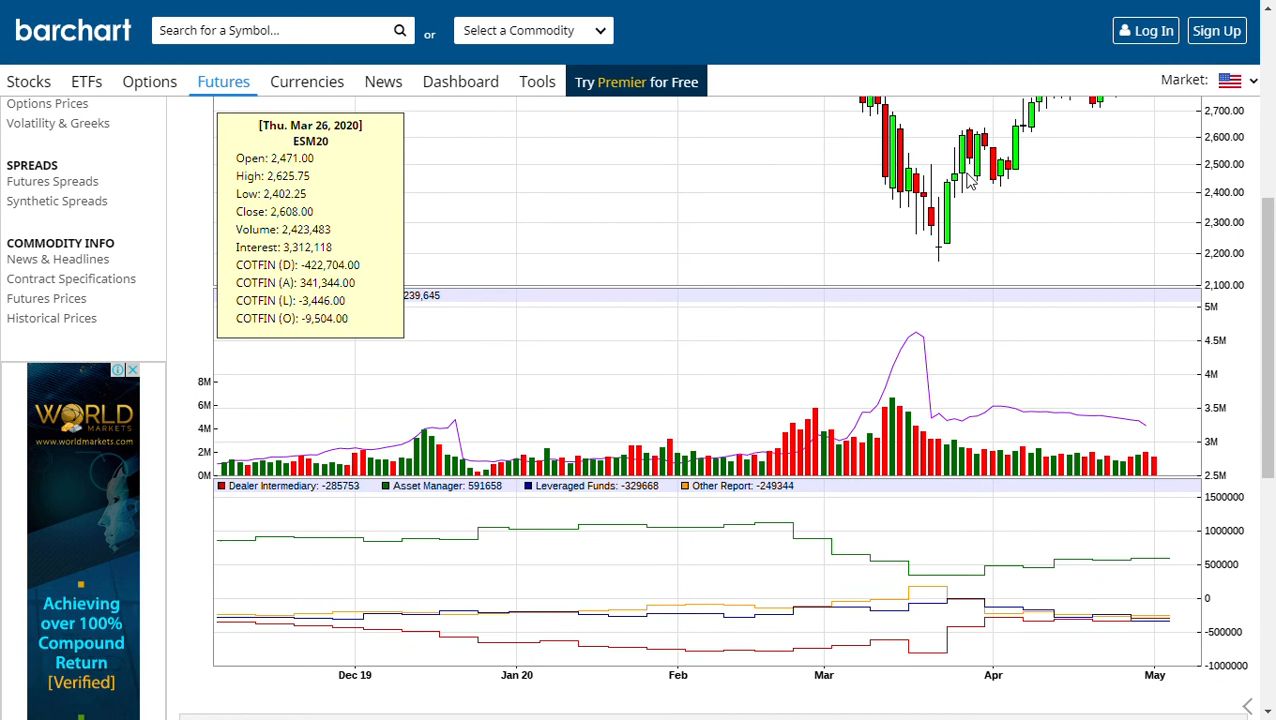 barchart
Search for a Symbol...
or
Select a Commodity
Log In
Sign Up
Stocks
ETFs
Options
Futures
Currencies
News
Dashboard
Tools
Try Premier for Free
Market:
Options Prices
Volatility & Greeks
SPREADS
Futures Spreads
Synthetic Spreads
COMMODITY INFO
News & Headlines
Contract Specifications
Futures Prices
Historical Prices
WORLD
MARKETS
www.worldmarkets.com
Achieving
over 100%
Compound
Return
[Verified]
[Thu. Mar 26, 2020]
ESM20
Open: 2,471.00
High: 2,625.75
Low: 2,402.25
Close: 2,608.00
Volume: 2,423,483
Interest: 3,312,118
COTFIN (D): -422,704.00
COTFIN (A): 341,344.00
COTFIN (L): -3,446.00
COTFIN (O): -9,504.00
2,700.00
2,600.00
2,500.00
2,400.00
2,300.00
2,200.00
2,100.00
239,645
5M
4.5M
4M
3.5M
3M
2.5M
8M
6M
4M
2M
0M
Dealer Intermediary: -285753
Asset Manager: 591658
Leveraged Funds: -329668
Other Report: -249344
1500000
1000000
500000
0
-500000
-1000000
Dec 19
Jan 20
Feb
Mar
Apr
May